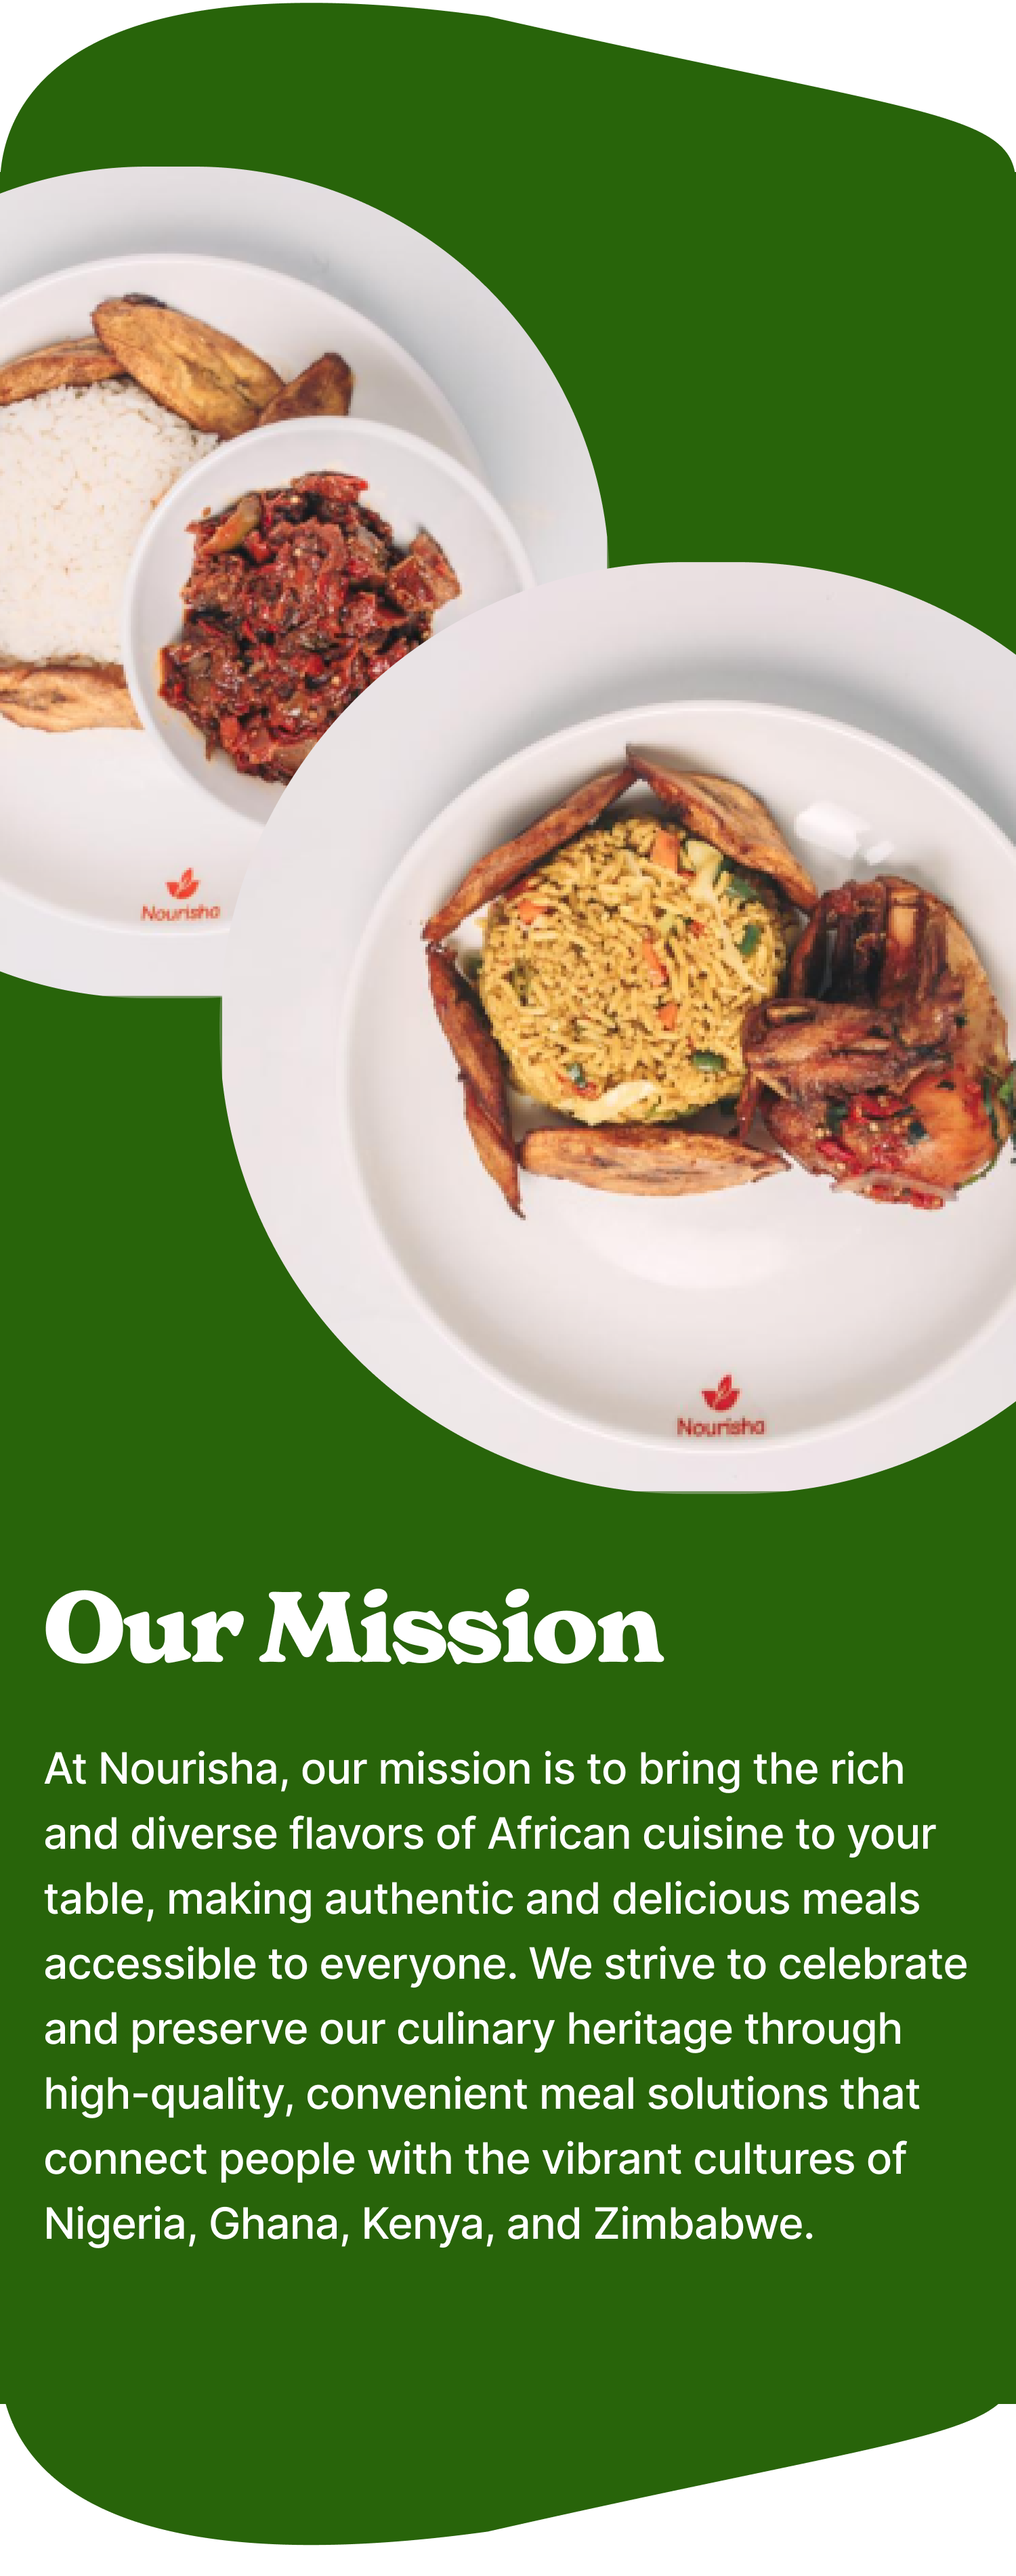 Nourisha
Nourisha
Our Mission
At Nourisha, our mission is to bring the rich
and diverse flavors of African cuisine to your
table, making authentic and delicious meals
accessible to everyone. We strive to celebrate
and preserve our culinary heritage through
high-quality, convenient meal solutions that
connect people with the vibrant cultures of
Nigeria, Ghana, Kenya, and Zimbabwe.